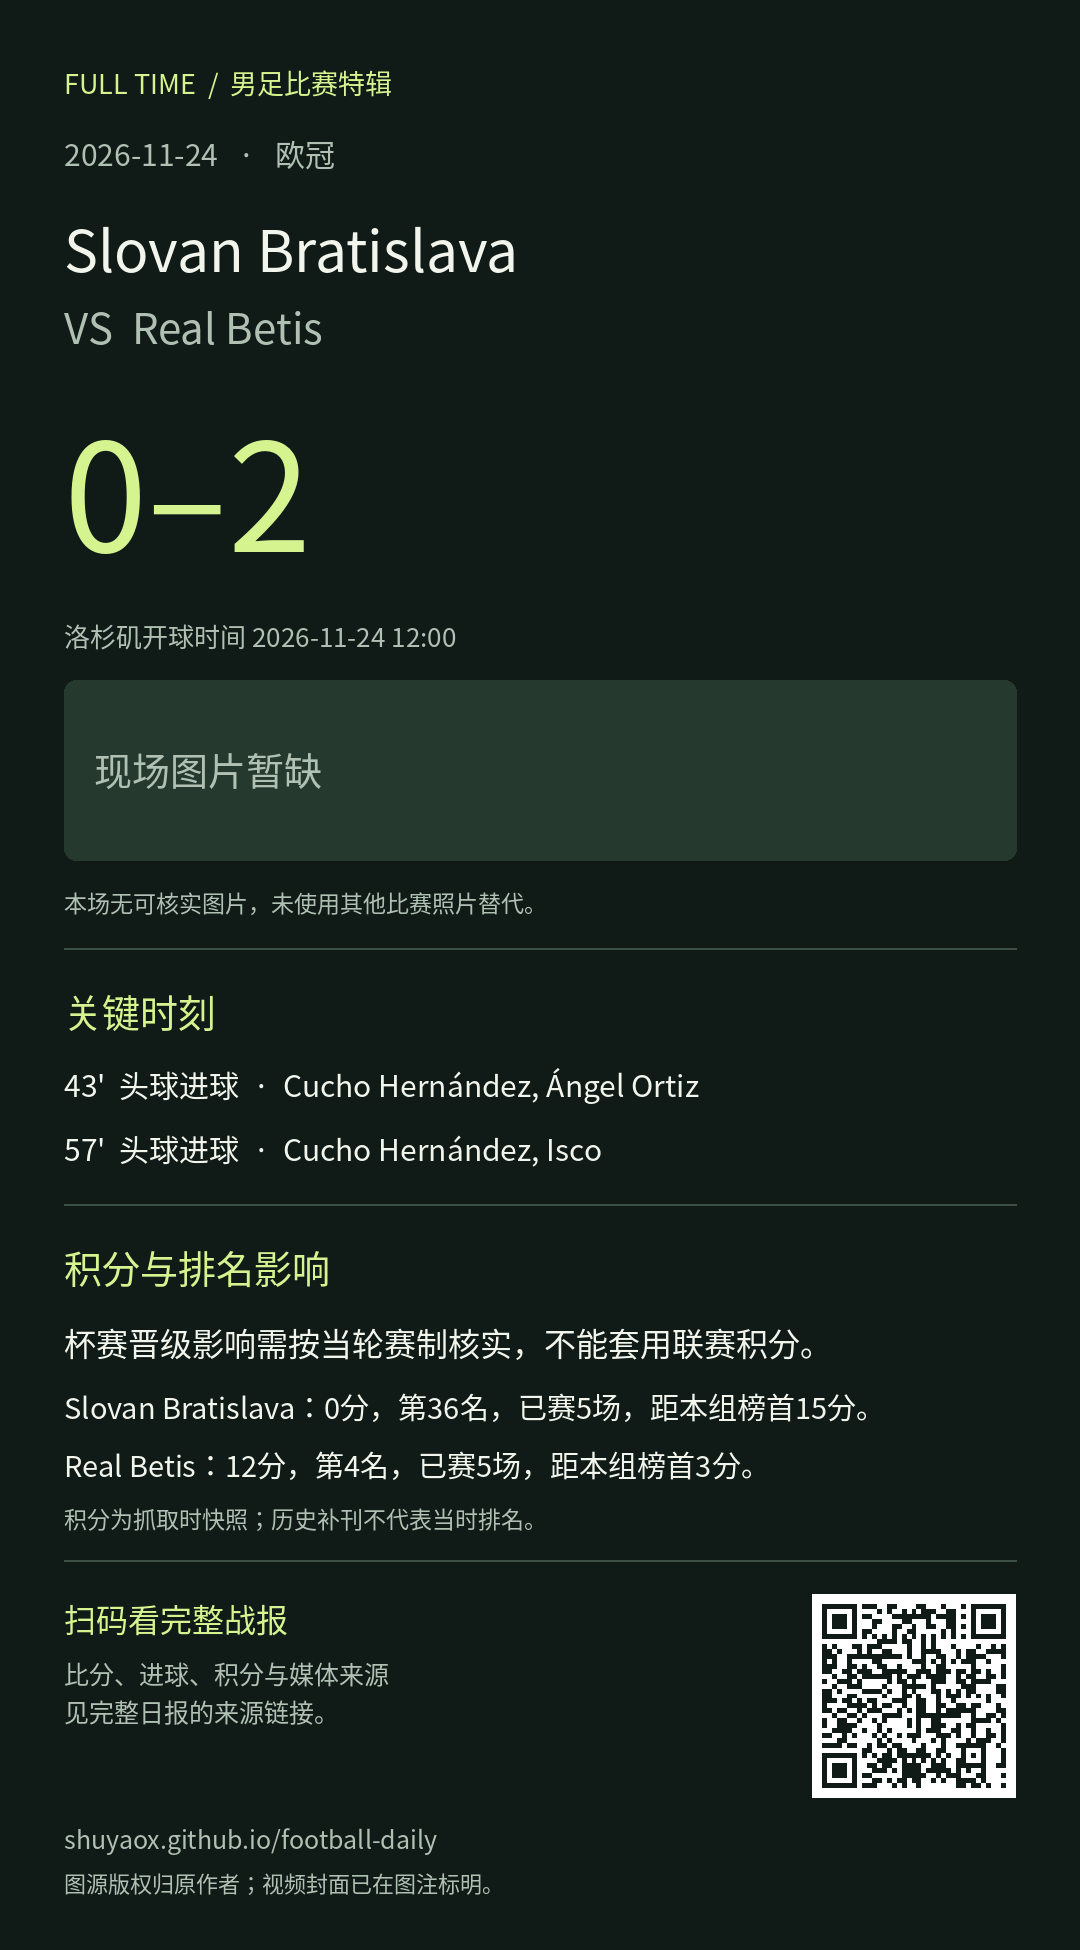 FULL TIME / 男足比赛特辑
2026-11-24 · 欧冠
Slovan Bratislava
VS Real Betis
0–2
洛杉矶开球时间 2026-11-24 12:00
现场图片暂缺
本场无可核实图片，未使用其他比赛照片替代。
关键时刻
43' 头球进球 · Cucho Hernández, Ángel Ortiz
57' 头球进球 · Cucho Hernández, Isco
积分与排名影响
杯赛晋级影响需按当轮赛制核实，不能套用联赛积分。
Slovan Bratislava：0分，第36名，已赛5场，距本组榜首15分。
Real Betis：12分，第4名，已赛5场，距本组榜首3分。
积分为抓取时快照；历史补刊不代表当时排名。
扫码看完整战报
比分、进球、积分与媒体来源
见完整日报的来源链接。
shuyaox.github.io/football-daily
图源版权归原作者；视频封面已在图注标明。